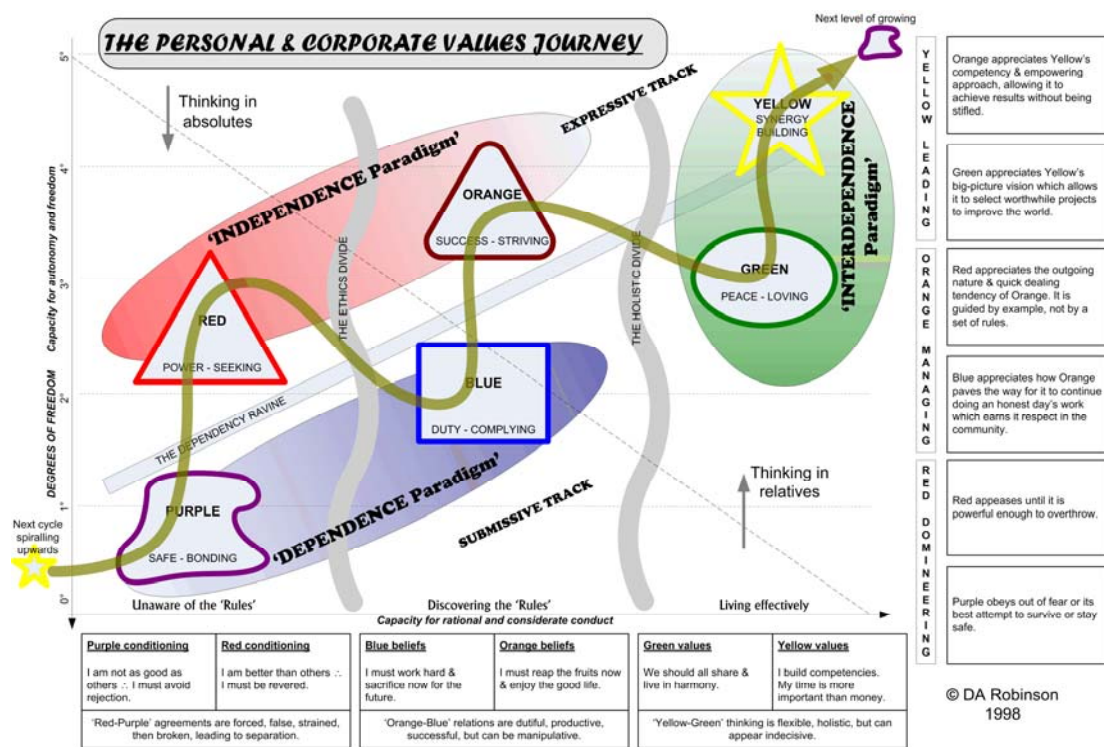 THE PERSONAL & CORPORATE VALUES JOURNEY
Next level of growing
Thinking in
absolutes
EXPRESSIVE TRACK
'INDEPENDENCE Paradigm'
YELLOW
SYNERGY
BUILDING
'INTERDEPENDENCE
Paradigm'
ORANGE
SUCCESS - STRIVING
THE ETHICS DIVIDE
THE HOLISTIC DIVIDE
GREEN
PEACE - LOVING
RED
POWER - SEEKING
BLUE
DUTY - COMPLYING
THE DEPENDENCY RAVINE
'DEPENDENCE Paradigm'
SUBMISSIVE TRACK
Thinking in
relatives
PURPLE
SAFE - BONDING
Next cycle
spiralling
upwards
Capacity for autonomy and freedom
DEGREES OF FREEDOM
5°
4°
3°
2°
1°
0°
Unaware of the 'Rules'
Discovering the 'Rules'
Living effectively
Capacity for rational and considerate conduct
Purple conditioning
I am not as good as
others ∴ I must avoid
rejection.
Red conditioning
I am better than others ∴
I must be revered.
'Red-Purple' agreements are forced, false, strained,
then broken, leading to separation.
Blue beliefs
I must work hard &
sacrifice now for the
future.
Orange beliefs
I must reap the fruits now
& enjoy the good life.
'Orange-Blue' relations are dutiful, productive,
successful, but can be manipulative.
Green values
We should all share &
live in harmony.
Yellow values
I build competencies.
My time is more
important than money.
'Yellow-Green' thinking is flexible, holistic, but can
appear indecisive.
YELLOW LEADING
Orange appreciates Yellow's
competency & empowering
approach, allowing it to
achieve results without being
stifled.
Green appreciates Yellow's
big-picture vision which allows
it to select worthwhile projects
to improve the world.
ORANGE MANAGING
Red appreciates the outgoing
nature & quick dealing
tendency of Orange. It is
guided by example, not by a
set of rules.
Blue appreciates how Orange
paves the way for it to continue
doing an honest day's work
which earns it respect in the
community.
RED DOMINEERING
Red appeases until it is
powerful enough to overthrow.
Purple obeys out of fear or its
best attempt to survive or stay
safe.
© DA Robinson
1998